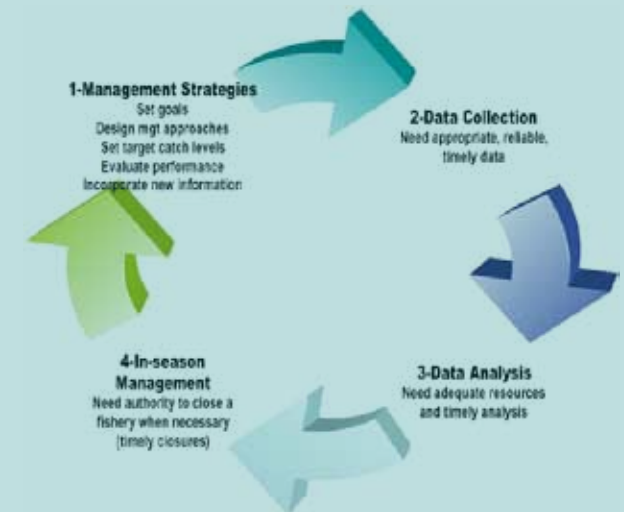 1-Management Strategies
Set goals
Design mgt approaches
Set target catch levels
Evaluate performance
Incorporate new information
2-Data Collection
Need appropriate, reliable,
timely data
3-Data Analysis
Need adequate resources
and timely analysis
4-In-season
Management
Need authority to close a
fishery when necessary
(timely closures)